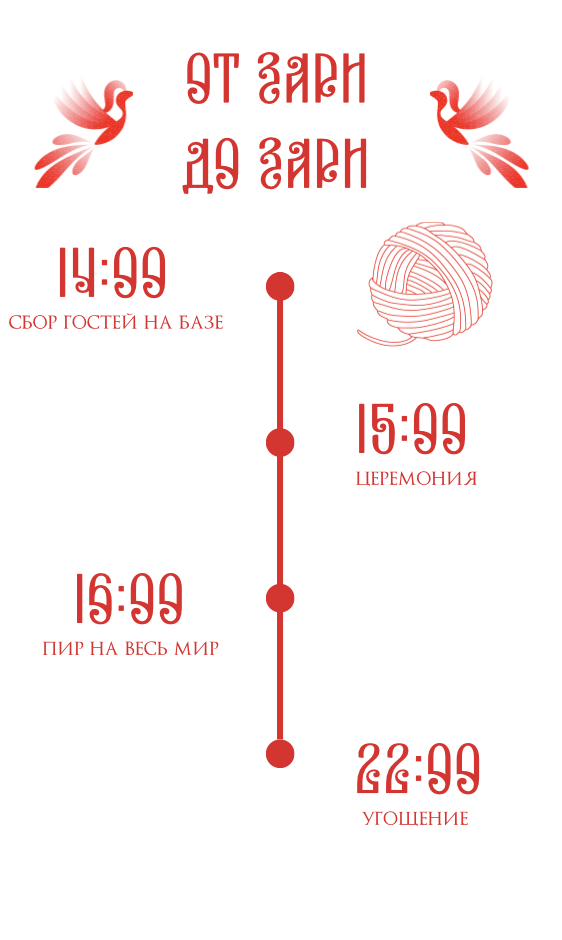 ОТ ЗАРИ
ДО ЗАРИ
14:00
СБОР ГОСТЕЙ НА БАЗЕ
15:00
ЦЕРЕМОНИЯ
16:00
ПИР НА ВЕСЬ МИР
22:00
УГОЩЕНИЕ